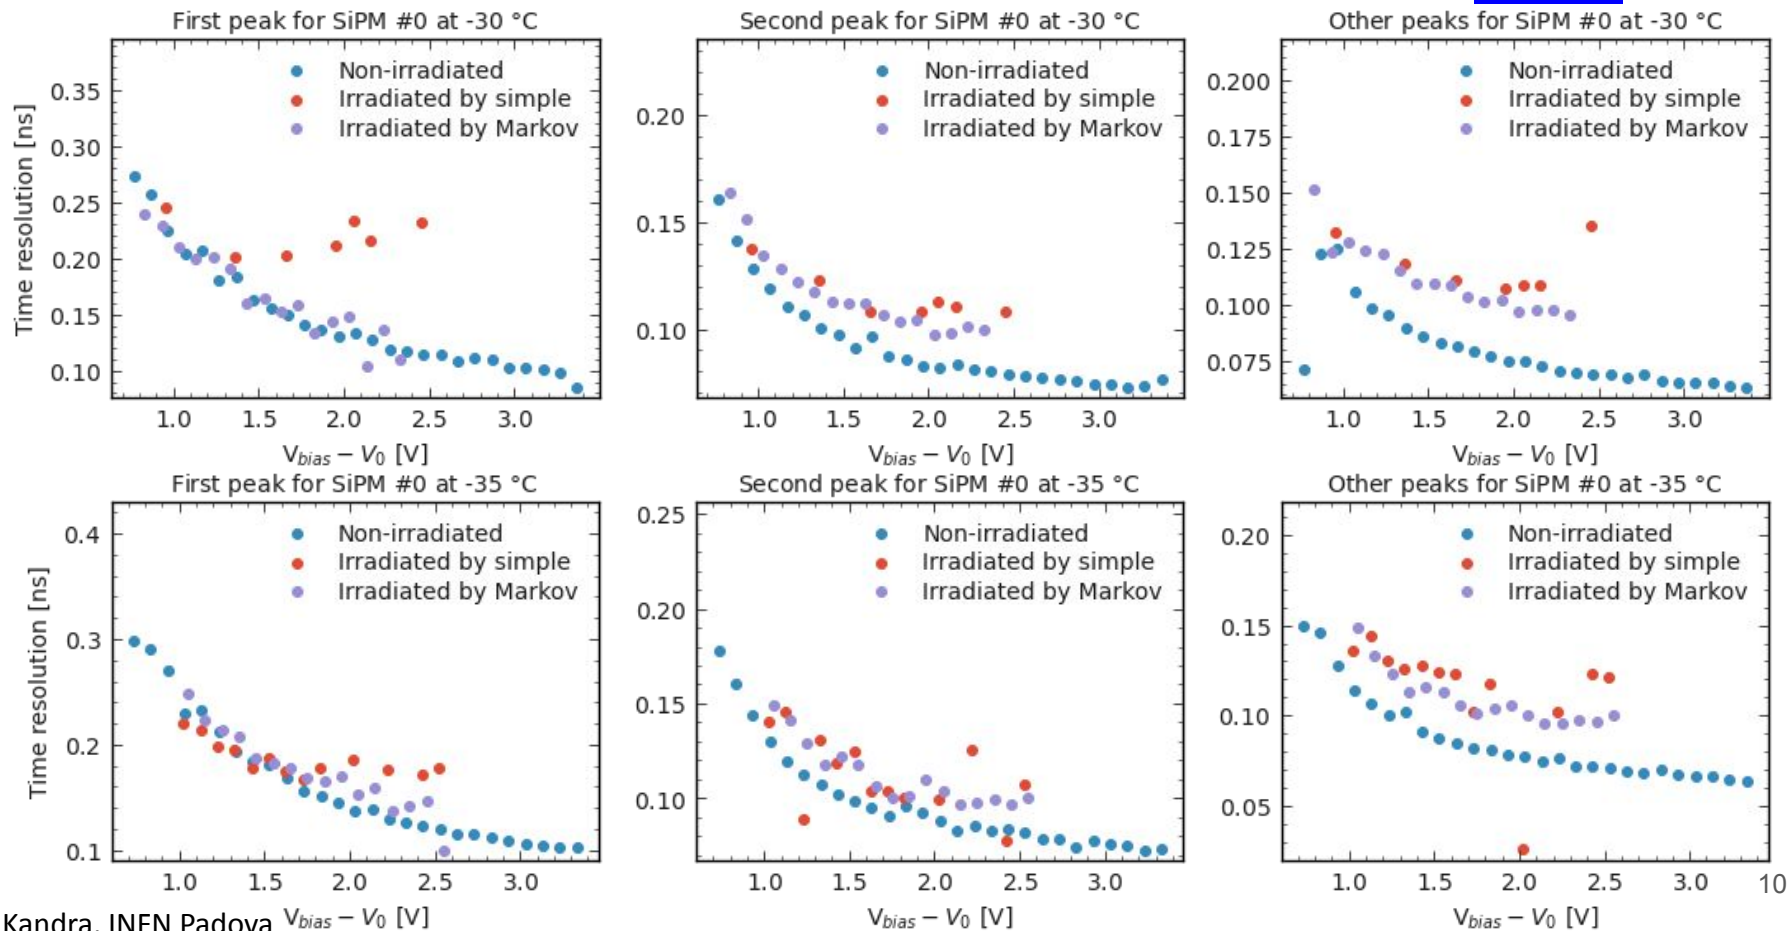 First peak for SiPM #0 at -30 °C
Non-irradiated
Irradiated by simple
Irradiated by Markov
Time resolution [ns]
0.35
0.30
0.25
0.20
0.15
0.10
1.0 1.5 2.0 2.5 3.0
V_bias − V_0 [V]
Second peak for SiPM #0 at -30 °C
Non-irradiated
Irradiated by simple
Irradiated by Markov
0.20
0.15
0.10
1.0 1.5 2.0 2.5 3.0
V_bias − V_0 [V]
Other peaks for SiPM #0 at -30 °C
Non-irradiated
Irradiated by simple
Irradiated by Markov
0.200
0.175
0.150
0.125
0.100
0.075
1.0 1.5 2.0 2.5 3.0
V_bias − V_0 [V]
First peak for SiPM #0 at -35 °C
Non-irradiated
Irradiated by simple
Irradiated by Markov
Time resolution [ns]
0.4
0.3
0.2
0.1
1.0 1.5 2.0 2.5 3.0
V_bias − V_0 [V]
Second peak for SiPM #0 at -35 °C
Non-irradiated
Irradiated by simple
Irradiated by Markov
0.25
0.20
0.15
0.10
1.0 1.5 2.0 2.5 3.0
V_bias − V_0 [V]
Other peaks for SiPM #0 at -35 °C
Non-irradiated
Irradiated by simple
Irradiated by Markov
0.20
0.15
0.10
0.05
1.0 1.5 2.0 2.5 3.0
V_bias − V_0 [V]
10
Kandra, INFN Padova